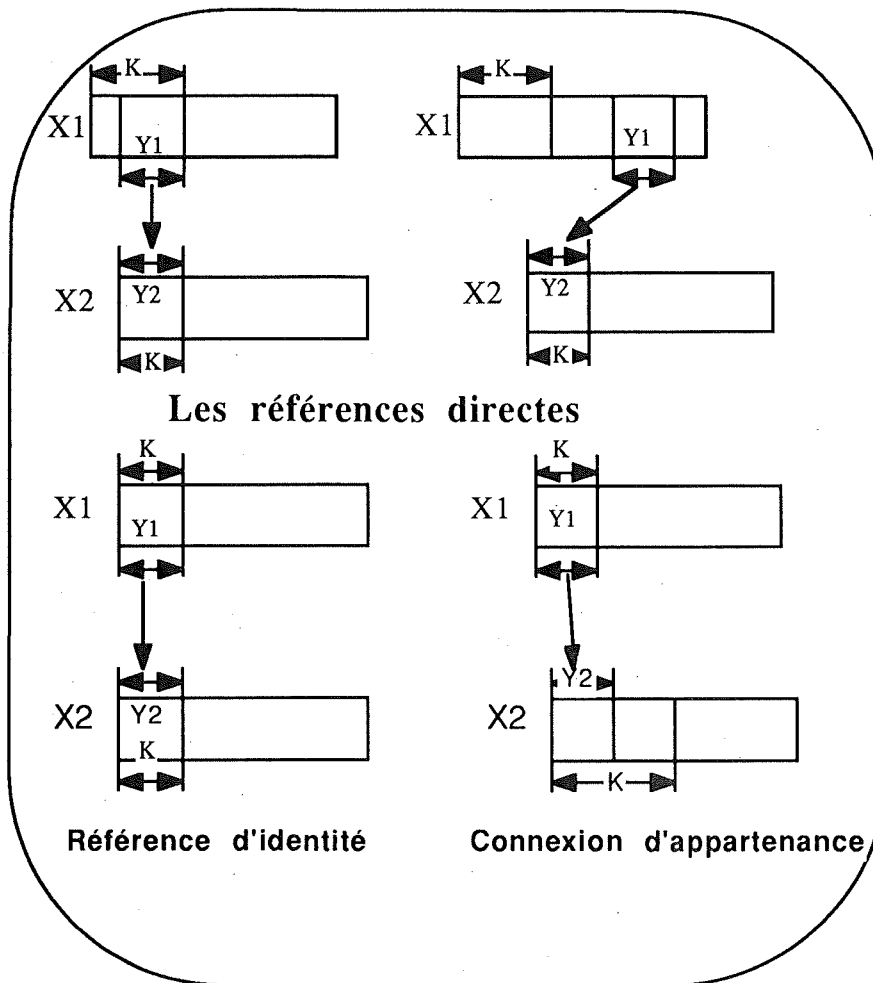 K
X1
Y1
X2
Y2
K
K
X1
Y1
X2
Y2
K
Les références directes
K
X1
Y1
X2
Y2
K
K
X1
Y1
Y2
X2
K
Référence d'identité
Connexion d'appartenance